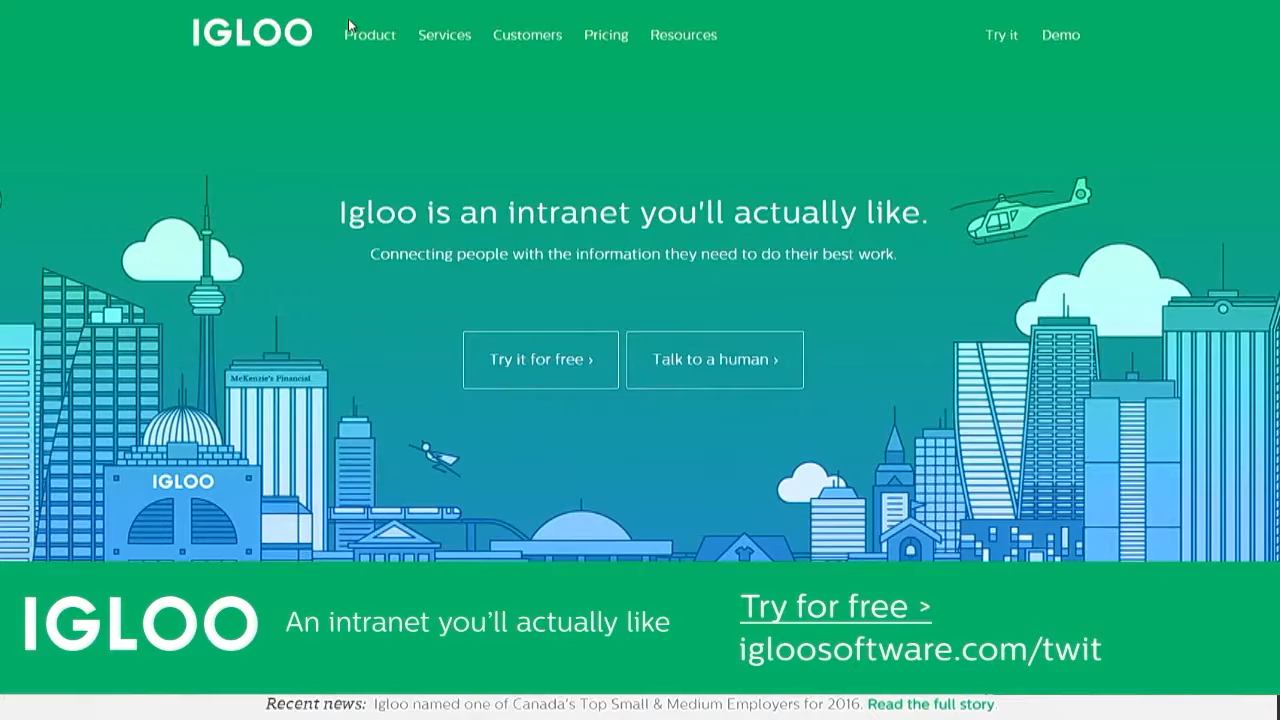 IGLOO Product Services Customers Pricing Resources Try it Demo
Igloo is an intranet you'll actually like.
Connecting people with the information they need to do their best work.
Try it for free › Talk to a human ›
McKenzie's Financial
IGLOO
IGLOO An intranet you'll actually like
Try for free >
igloosoftware.com/twit
Recent news: Igloo named one of Canada's Top Small & Medium Employers for 2016. Read the full story.